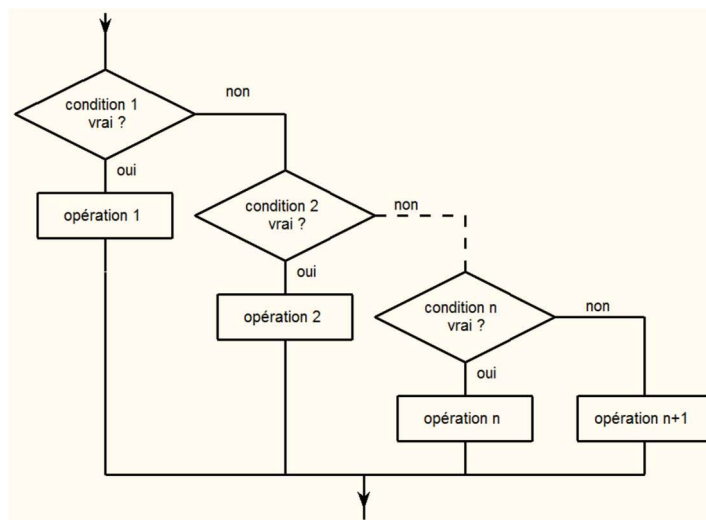 condition 1
vrai ?
non
oui
opération 1
condition 2
vrai ?
non
oui
opération 2
condition n
vrai ?
non
oui
opération n
opération n+1